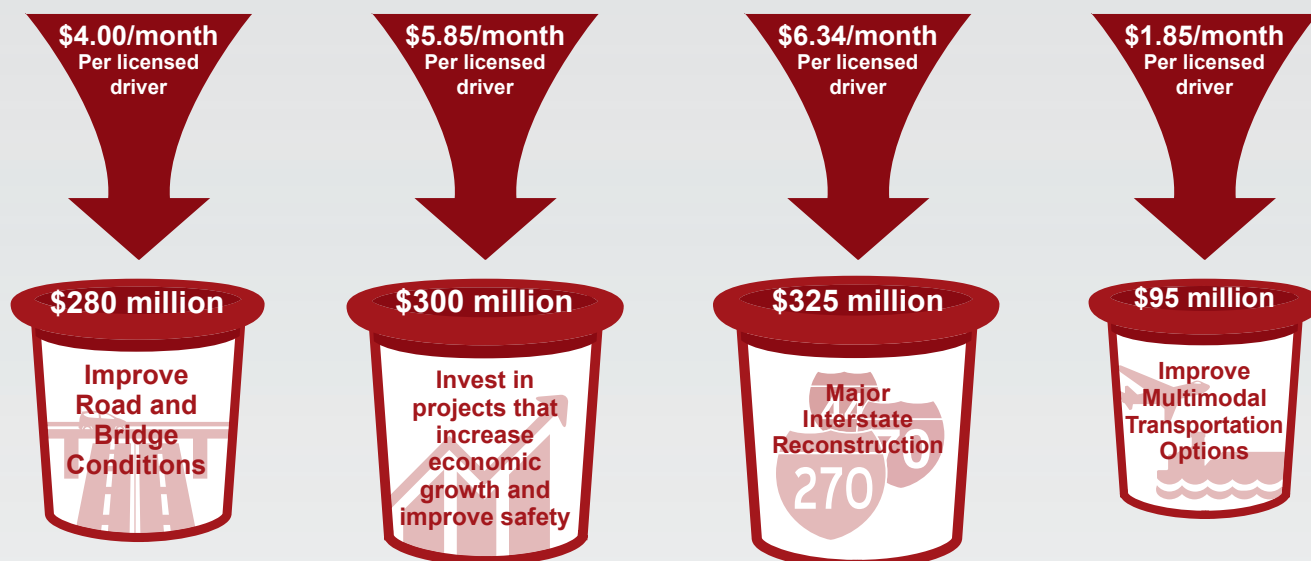 $4.00/month
Per licensed
driver
$5.85/month
Per licensed
driver
$6.34/month
Per licensed
driver
$1.85/month
Per licensed
driver
$280 million
Improve
Road and
Bridge
Conditions
$300 million
Invest in
projects that
increase
economic
growth and
improve safety
$325 million
Major
Interstate
Reconstruction
44
70
270
$95 million
Improve
Multimodal
Transportation
Options